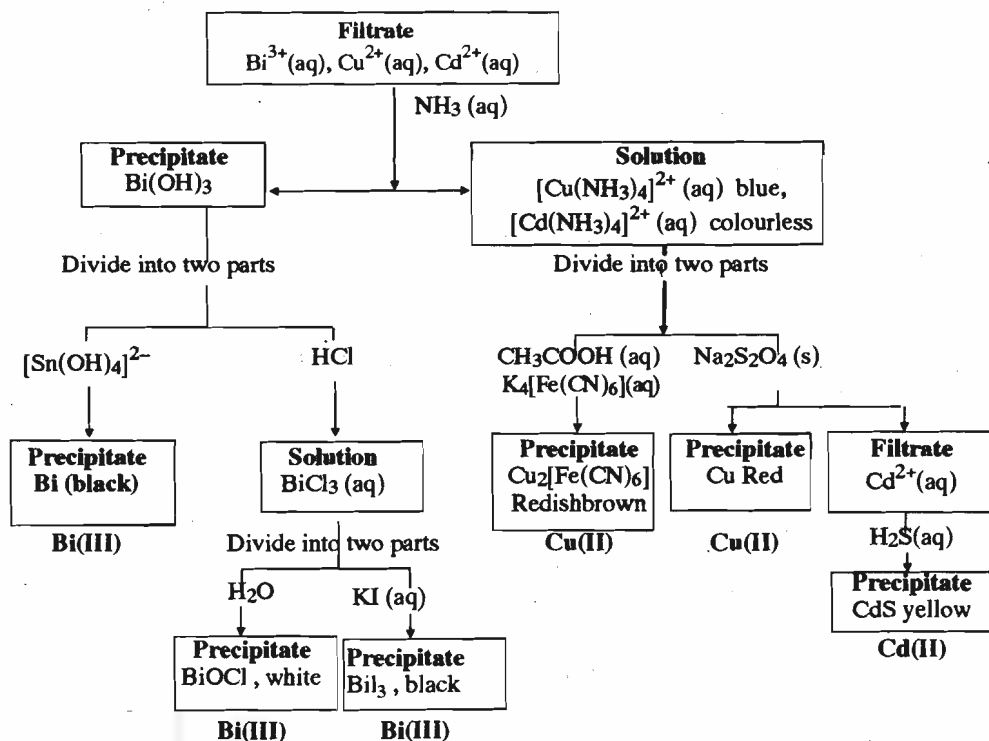 Filtrate
Bi³⁺(aq), Cu²⁺(aq), Cd²⁺(aq)
NH₃ (aq)
Precipitate
Bi(OH)₃
Solution
[Cu(NH₃)₄]²⁺ (aq) blue,
[Cd(NH₃)₄]²⁺ (aq) colourless
Divide into two parts
Divide into two parts
[Sn(OH)₄]²⁻
HCl
CH₃COOH (aq)
K₄[Fe(CN)₆](aq)
Na₂S₂O₄ (s)
Precipitate
Bi (black)
Bi(III)
Solution
BiCl₃ (aq)
Precipitate
Cu₂[Fe(CN)₆]
Redishbrown
Cu(II)
Precipitate
Cu Red
Cu(II)
Filtrate
Cd²⁺(aq)
Divide into two parts
H₂S(aq)
H₂O
KI (aq)
Precipitate
CdS yellow
Cd(II)
Precipitate
BiOCl , white
Bi(III)
Precipitate
BiI₃ , black
Bi(III)